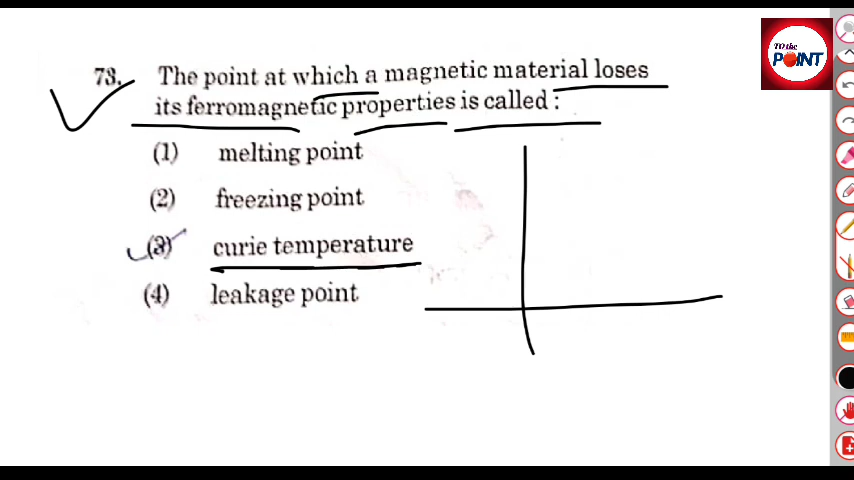 TO the
POINT
73. The point at which a magnetic material loses
its ferromagnetic properties is called :
(1) melting point
(2) freezing point
(3) curie temperature
(4) leakage point